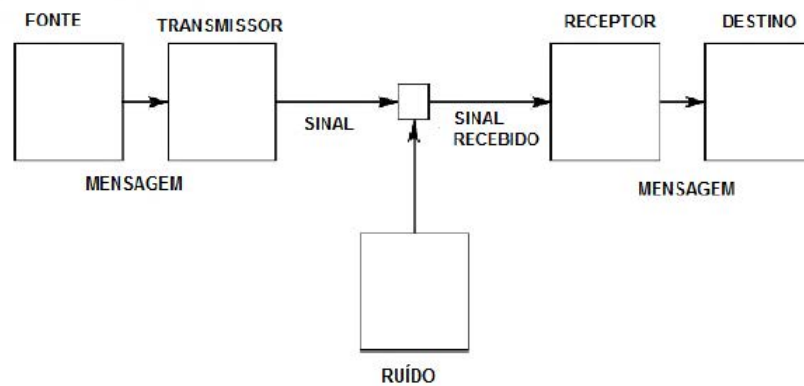 FONTE
TRANSMISSOR
RECEPTOR
DESTINO
SINAL
SINAL
RECEBIDO
MENSAGEM
MENSAGEM
RUÍDO